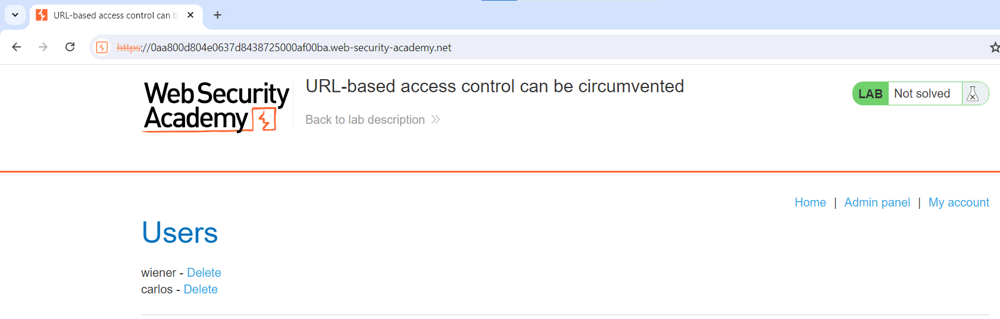 URL-based access control can b
https://0aa800d804e0637d8438725000af00ba.web-security-academy.net
Web Security
Academy
URL-based access control can be circumvented
Back to lab description
LAB Not solved
Home | Admin panel | My account
Users
wiener - Delete
carlos - Delete